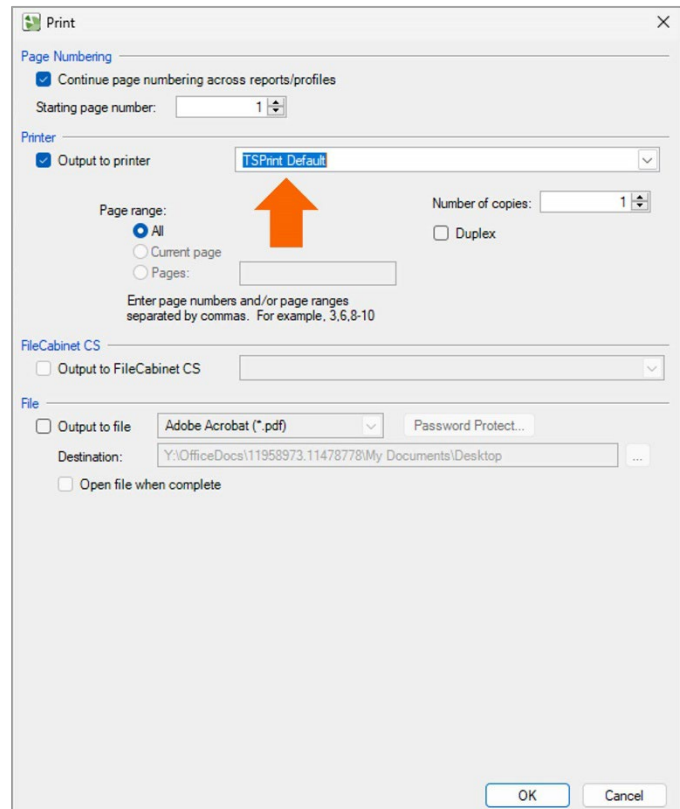 Print
Page Numbering
Continue page numbering across reports/profiles
Starting page number: 1
Printer
Output to printer TSPrint Default
Page range: Number of copies: 1
All Duplex
Current page
Pages:
Enter page numbers and/or page ranges
separated by commas. For example, 3,6,8-10
FileCabinet CS
Output to FileCabinet CS
File
Output to file Adobe Acrobat (*.pdf) Password Protect...
Destination: Y:\OfficeDocs\11958973.11478778\My Documents\Desktop ...
Open file when complete
OK Cancel